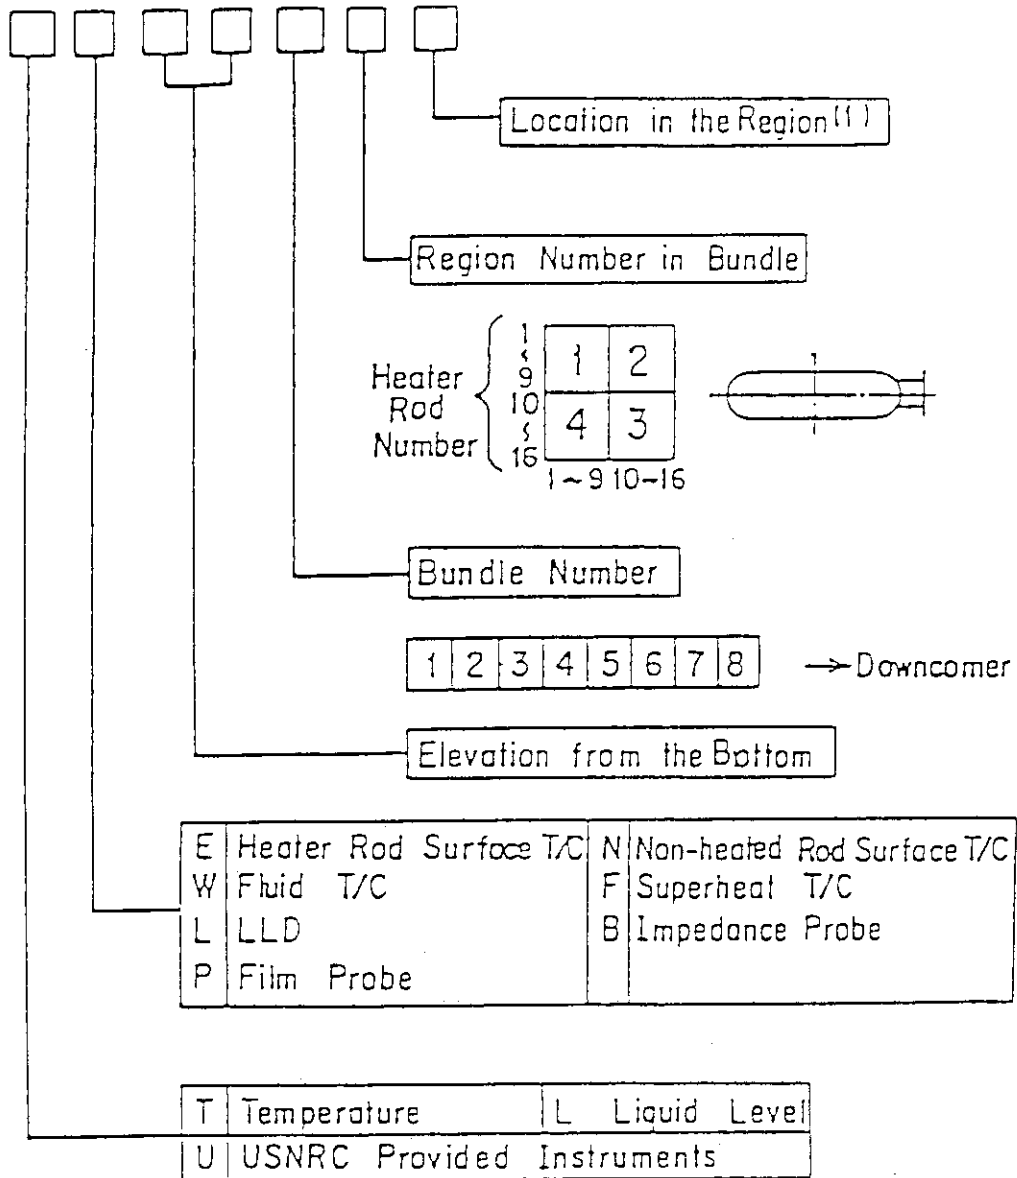 Location in the Region(1)
Region Number in Bundle
Heater Rod Number
1 ~ 9
10 ~ 16
1 2
4 3
1~9 10~16
Bundle Number
1 2 3 4 5 6 7 8 → Downcomer
Elevation from the Bottom
E Heater Rod Surface T/C N Non-heated Rod Surface T/C
W Fluid T/C F Superheat T/C
L LLD B Impedance Probe
P Film Probe
T Temperature L Liquid Level
U USNRC Provided Instruments